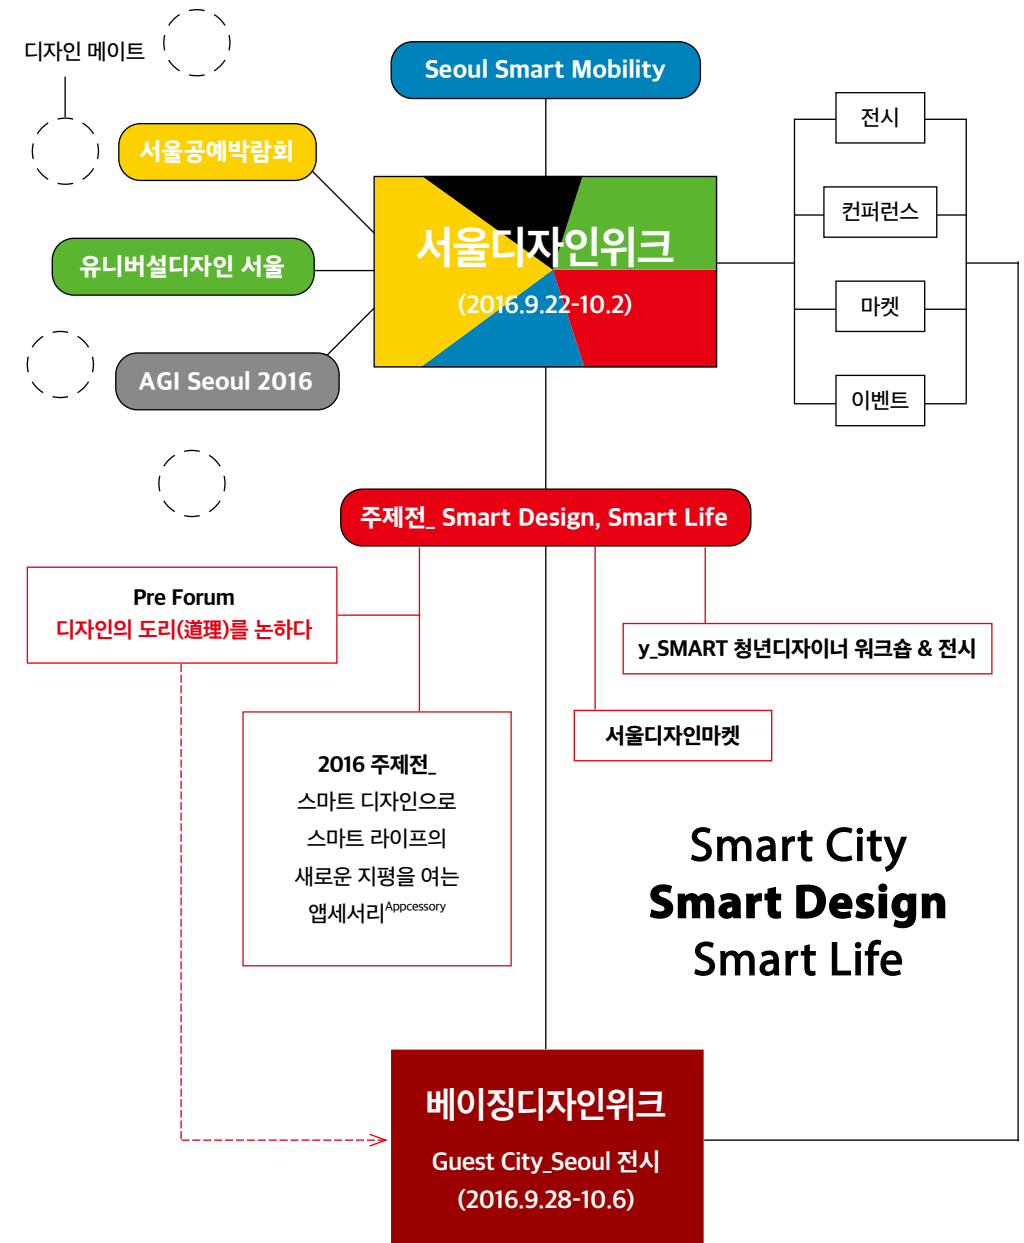 디자인 메이트
Seoul Smart Mobility
서울공예박람회
유니버설디자인 서울
AGI Seoul 2016
서울디자인위크
(2016.9.22-10.2)
전시
컨퍼런스
마켓
이벤트
주제전_ Smart Design, Smart Life
Pre Forum
디자인의 도리(道理)를 논하다
y_SMART 청년디자이너 워크숍 & 전시
서울디자인마켓
2016 주제전_
스마트 디자인으로
스마트 라이프의
새로운 지평을 여는
앱세서리Appcessory
Smart City
Smart Design
Smart Life
베이징디자인위크
Guest City_Seoul 전시
(2016.9.28-10.6)